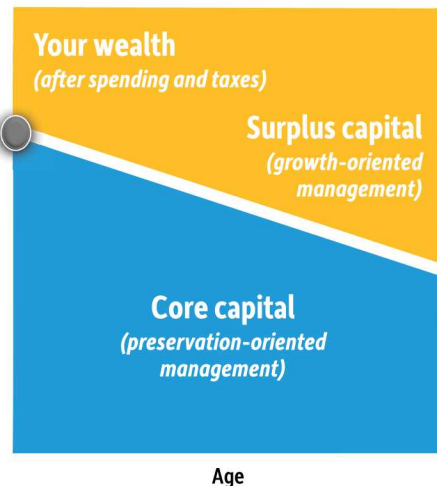 Your wealth
(after spending and taxes)
Surplus capital
(growth-oriented
management)
Core capital
(preservation-oriented
management)
Age